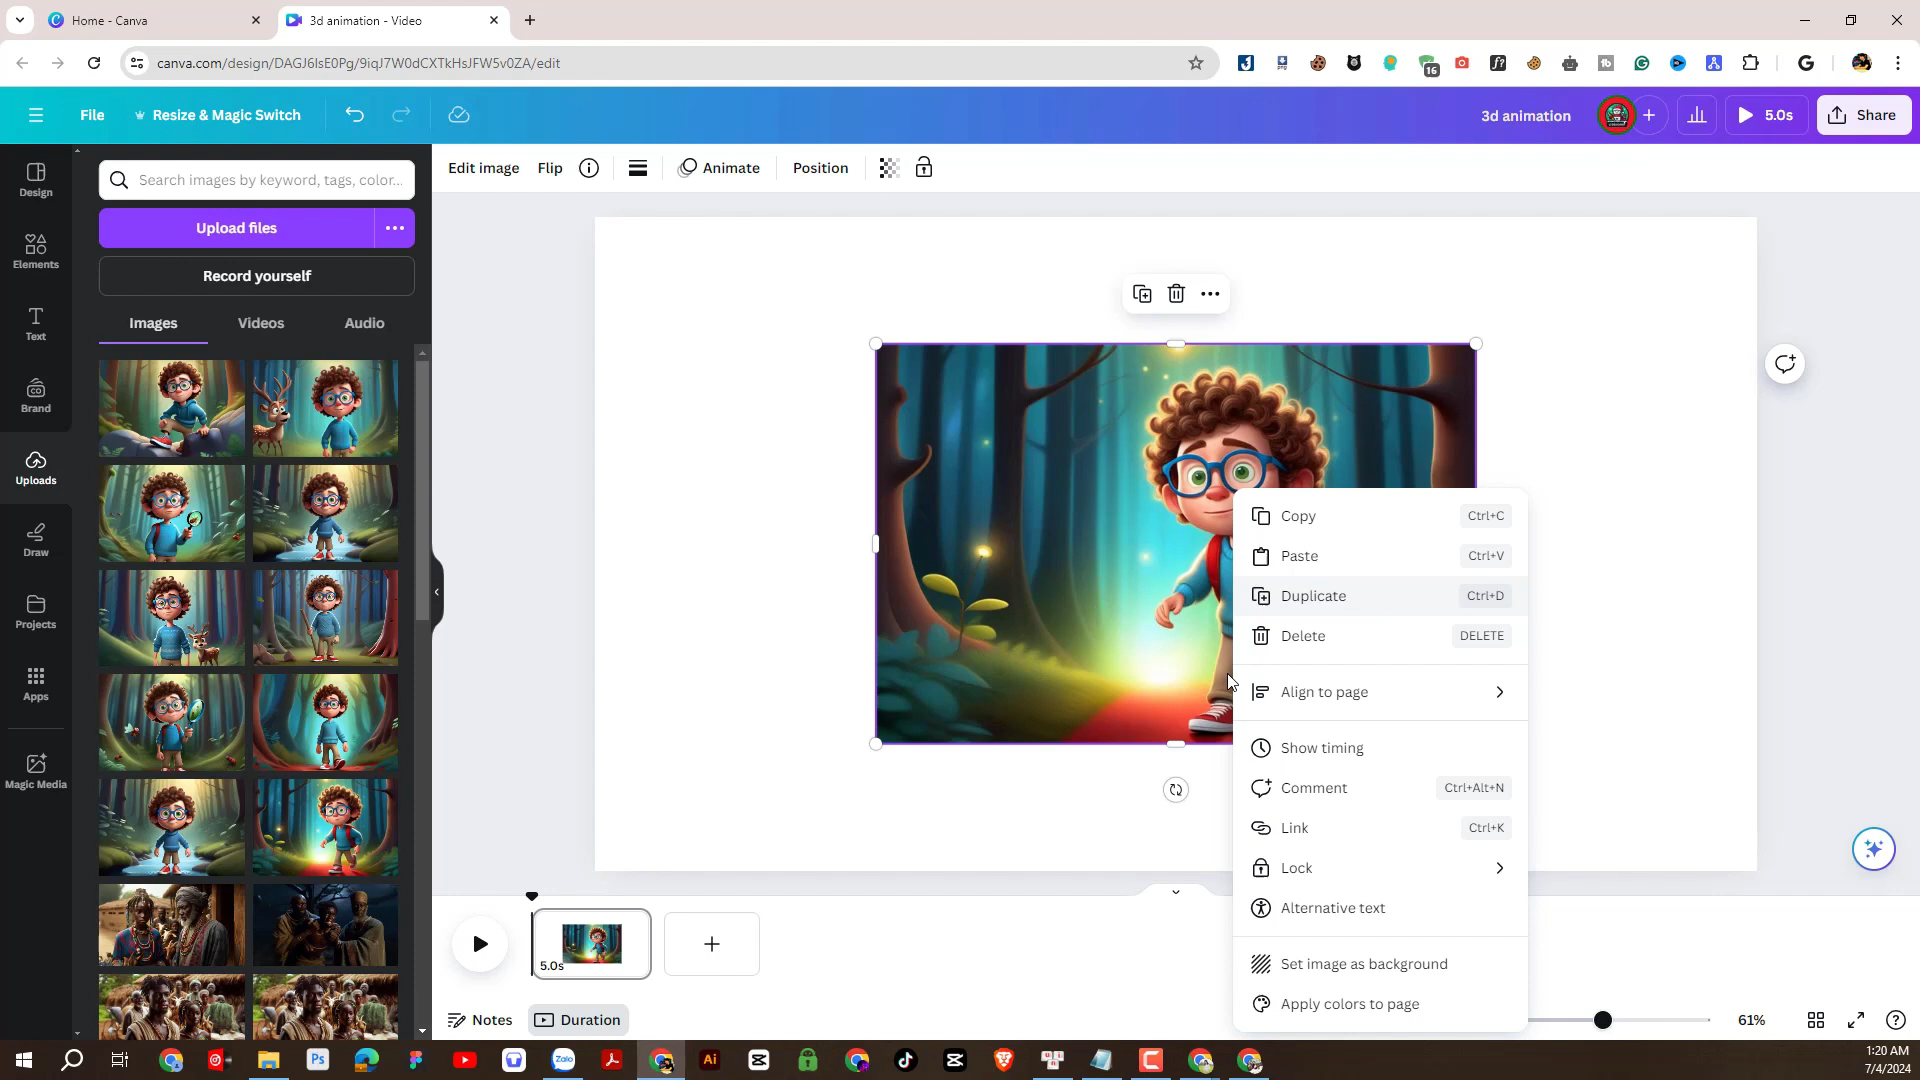 Home - Canva
3d animation - Video
canva.com/design/DAGJ6lsE0Pg/9iqJ7W0dCXTkHsJFW5v0ZA/edit
16
File
Resize & Magic Switch
3d animation
5.0s
Share
Design
Elements
Text
Brand
Uploads
Draw
Projects
Apps
Magic Media
Search images by keyword, tags, color...
Upload files
Record yourself
Images
Videos
Audio
Edit image
Flip
Animate
Position
Copy
Ctrl+C
Paste
Ctrl+V
Duplicate
Ctrl+D
Delete
DELETE
Align to page
Show timing
Comment
Ctrl+Alt+N
Link
Ctrl+K
Lock
Alternative text
Set image as background
Apply colors to page
5.0s
Notes
Duration
61%
Ps
Zalo
Ai
1:20 AM
7/4/2024